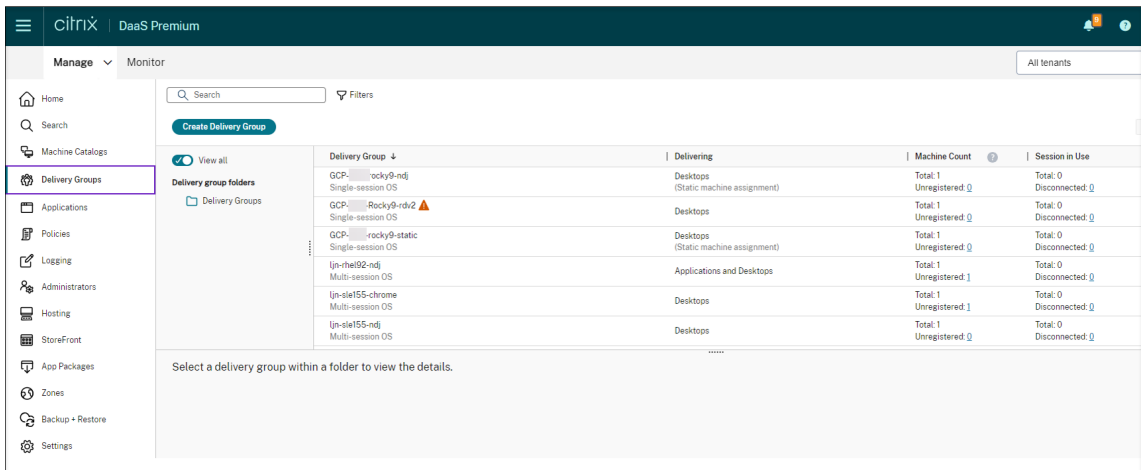 citrix | DaaS Premium
9
?
Manage Monitor
All tenants
Home
Search
Machine Catalogs
Delivery Groups
Applications
Policies
Logging
Administrators
Hosting
StoreFront
App Packages
Zones
Backup + Restore
Settings
Search Filters
Create Delivery Group
View all
Delivery group folders
Delivery Groups
Delivery Group ↓ Delivering Machine Count ? Session in Use
GCP- ocky9-ndj Desktops Total: 1 Total: 0
Single-session OS (Static machine assignment) Unregistered: 0 Disconnected: 0
GCP- -Rocky9-rdv2 Desktops Total: 1 Total: 0
Single-session OS Unregistered: 0 Disconnected: 0
GCP- -rocky9-static Desktops Total: 1 Total: 0
Single-session OS (Static machine assignment) Unregistered: 0 Disconnected: 0
ljn-rhel92-ndj Applications and Desktops Total: 1 Total: 0
Multi-session OS Unregistered: 1 Disconnected: 0
ljn-sle155-chrome Desktops Total: 1 Total: 0
Multi-session OS Unregistered: 1 Disconnected: 0
ljn-sle155-ndj Desktops Total: 1 Total: 0
Multi-session OS Unregistered: 0 Disconnected: 0
Select a delivery group within a folder to view the details.